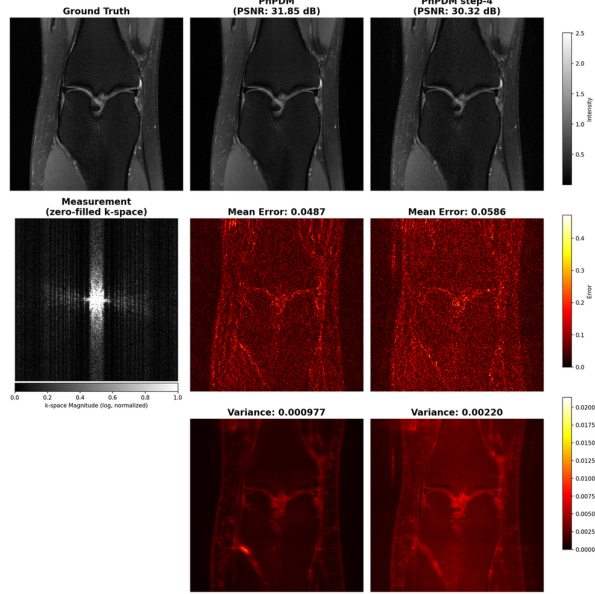 Ground Truth
PnPDM
(PSNR: 31.85 dB)
PnPDM step-4
(PSNR: 30.32 dB)
2.5
2.0
1.5
1.0
0.5
Intensity
Measurement
(zero-filled k-space)
0.0 0.2 0.4 0.6 0.8 1.0
k-space Magnitude (log, normalized)
Mean Error: 0.0487
Mean Error: 0.0586
0.4
0.3
0.2
0.1
0.0
Error
Variance: 0.000977
Variance: 0.00220
0.0200
0.0175
0.0150
0.0125
0.0100
0.0075
0.0050
0.0025
0.0000